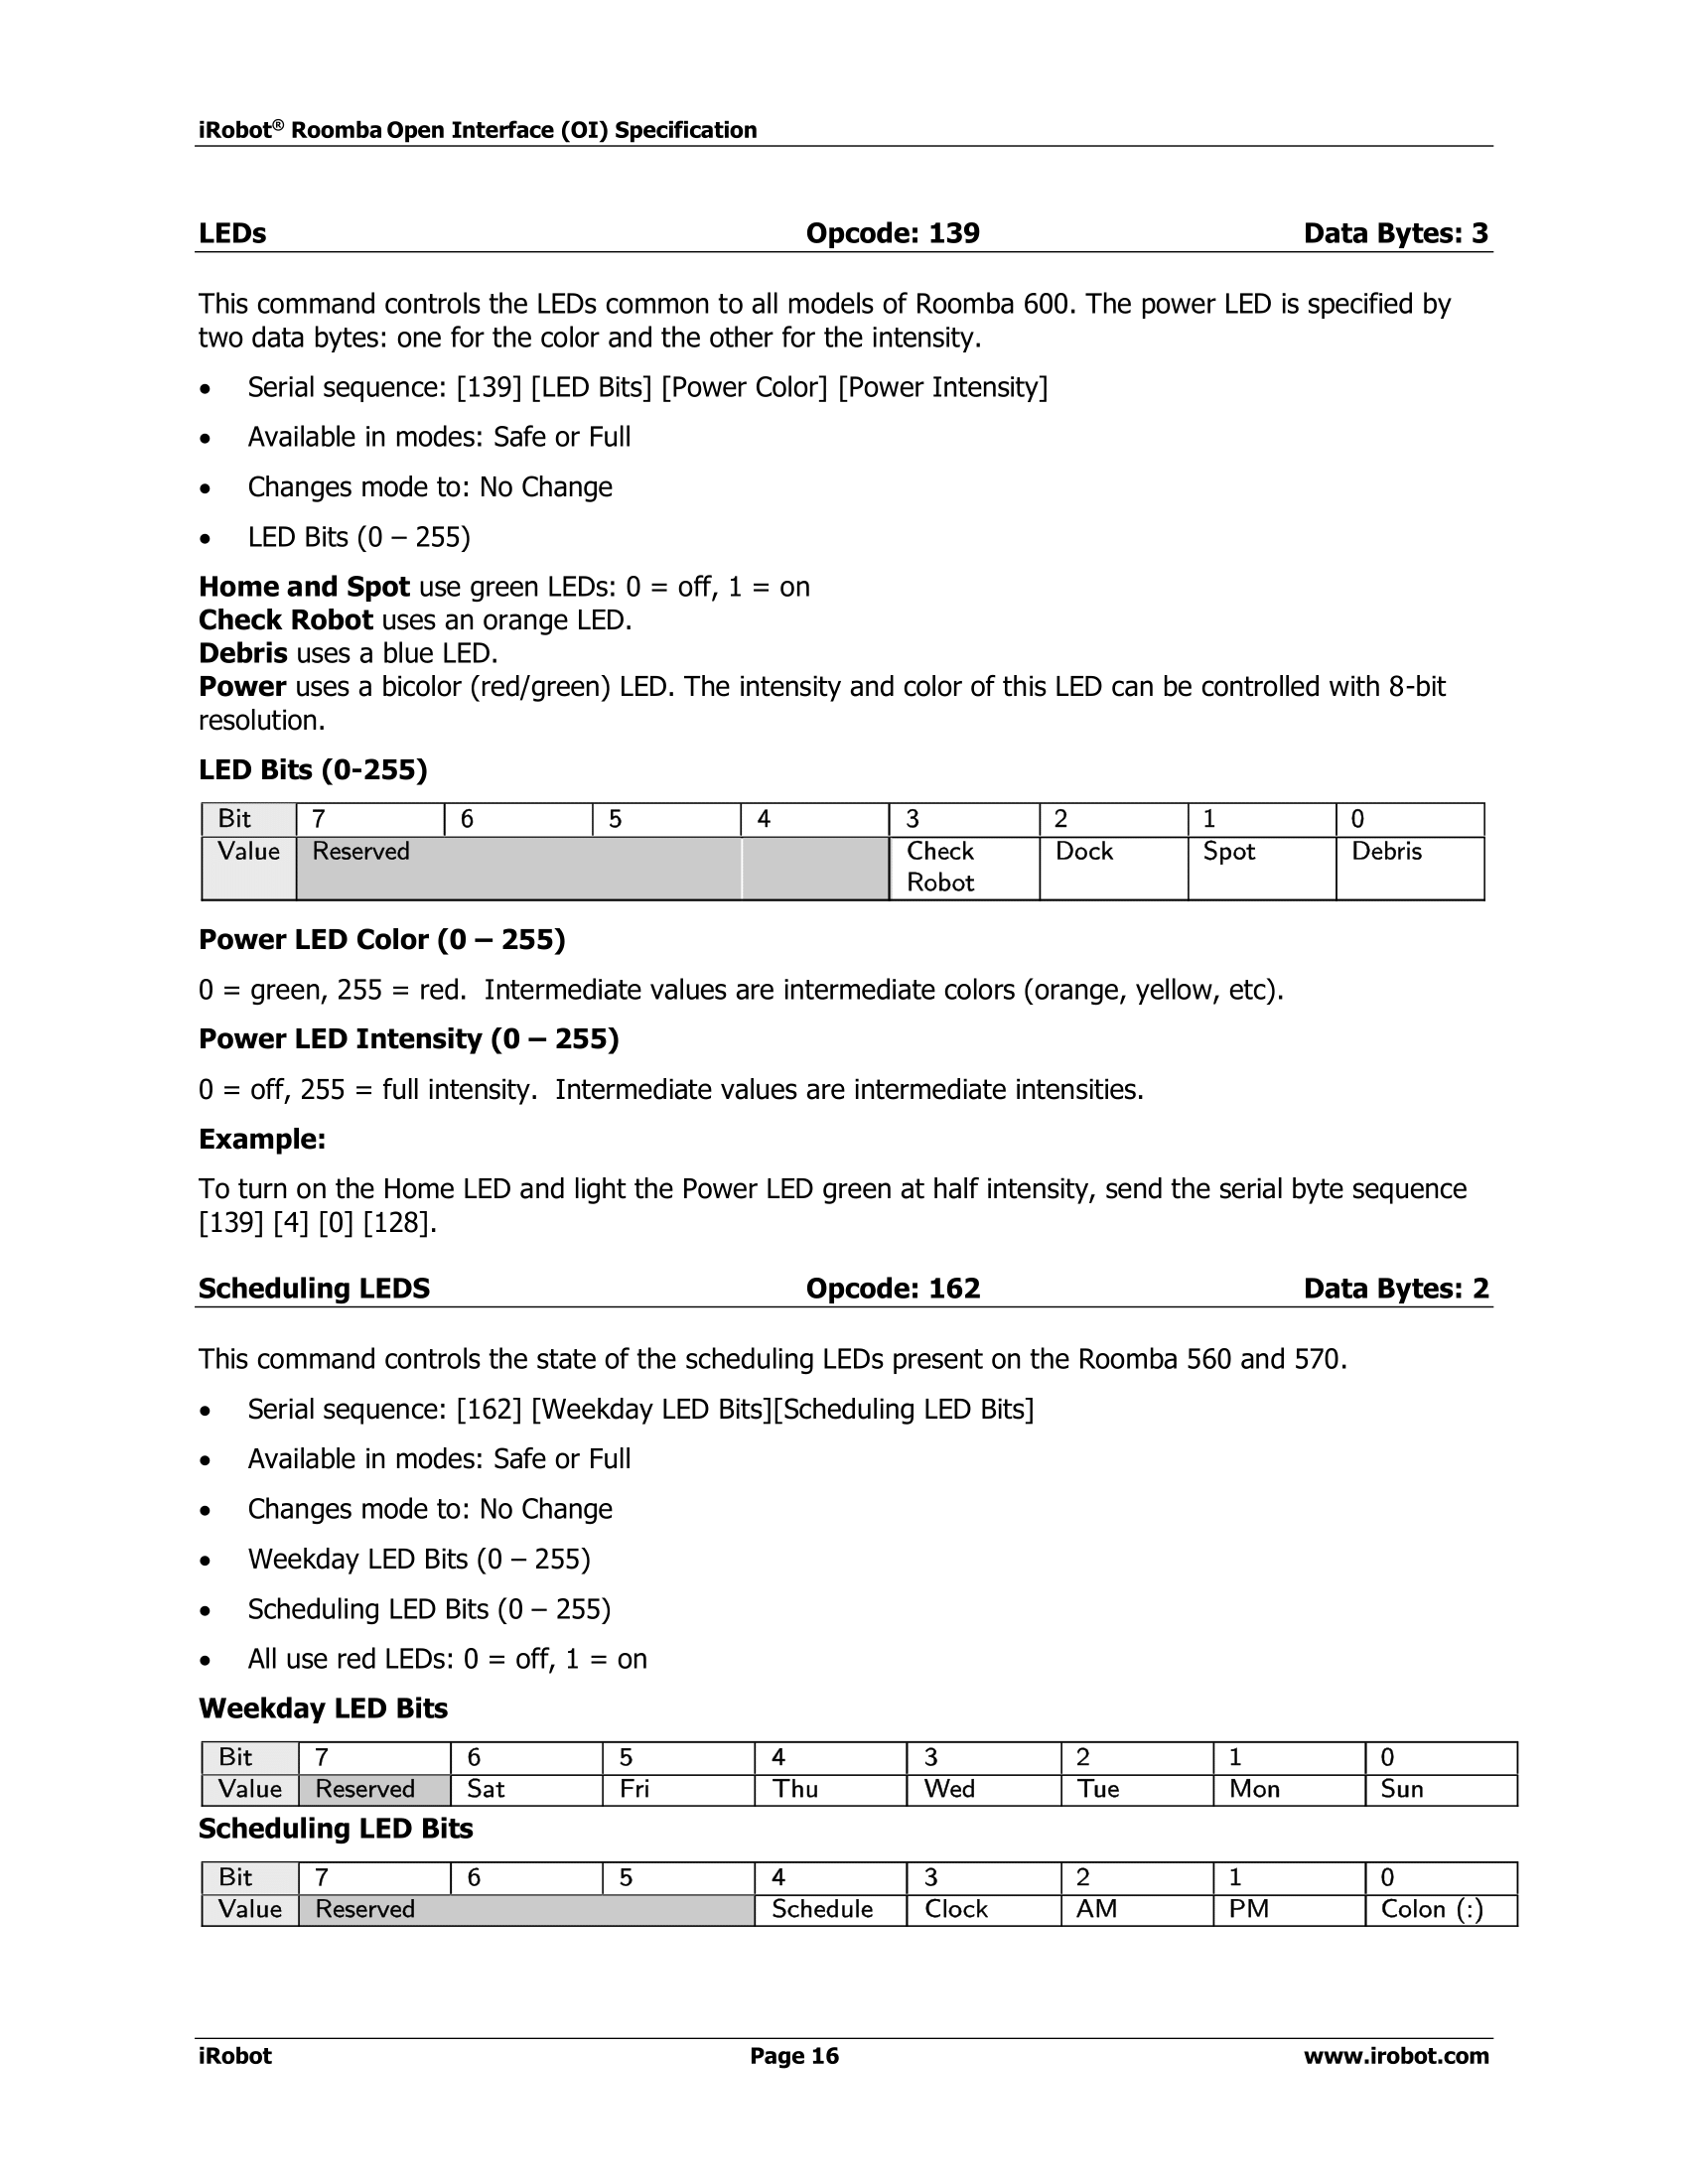 iRobot® Roomba Open Interface (OI) Specification
LEDs Opcode: 139 Data Bytes: 3
This command controls the LEDs common to all models of Roomba 600. The power LED is specified by
two data bytes: one for the color and the other for the intensity.
• Serial sequence: [139] [LED Bits] [Power Color] [Power Intensity]
• Available in modes: Safe or Full
• Changes mode to: No Change
• LED Bits (0 – 255)
Home and Spot use green LEDs: 0 = off, 1 = on
Check Robot uses an orange LED.
Debris uses a blue LED.
Power uses a bicolor (red/green) LED. The intensity and color of this LED can be controlled with 8-bit
resolution.
LED Bits (0-255)
Bit 7 6 5 4 3 2 1 0
Value Reserved Check Dock Spot Debris
Robot
Power LED Color (0 – 255)
0 = green, 255 = red.  Intermediate values are intermediate colors (orange, yellow, etc).
Power LED Intensity (0 – 255)
0 = off, 255 = full intensity.  Intermediate values are intermediate intensities.
Example:
To turn on the Home LED and light the Power LED green at half intensity, send the serial byte sequence
[139] [4] [0] [128].
Scheduling LEDS Opcode: 162 Data Bytes: 2
This command controls the state of the scheduling LEDs present on the Roomba 560 and 570.
• Serial sequence: [162] [Weekday LED Bits][Scheduling LED Bits]
• Available in modes: Safe or Full
• Changes mode to: No Change
• Weekday LED Bits (0 – 255)
• Scheduling LED Bits (0 – 255)
• All use red LEDs: 0 = off, 1 = on
Weekday LED Bits
Bit 7 6 5 4 3 2 1 0
Value Reserved Sat Fri Thu Wed Tue Mon Sun
Scheduling LED Bits
Bit 7 6 5 4 3 2 1 0
Value Reserved Schedule Clock AM PM Colon (:)
iRobot Page 16 www.irobot.com